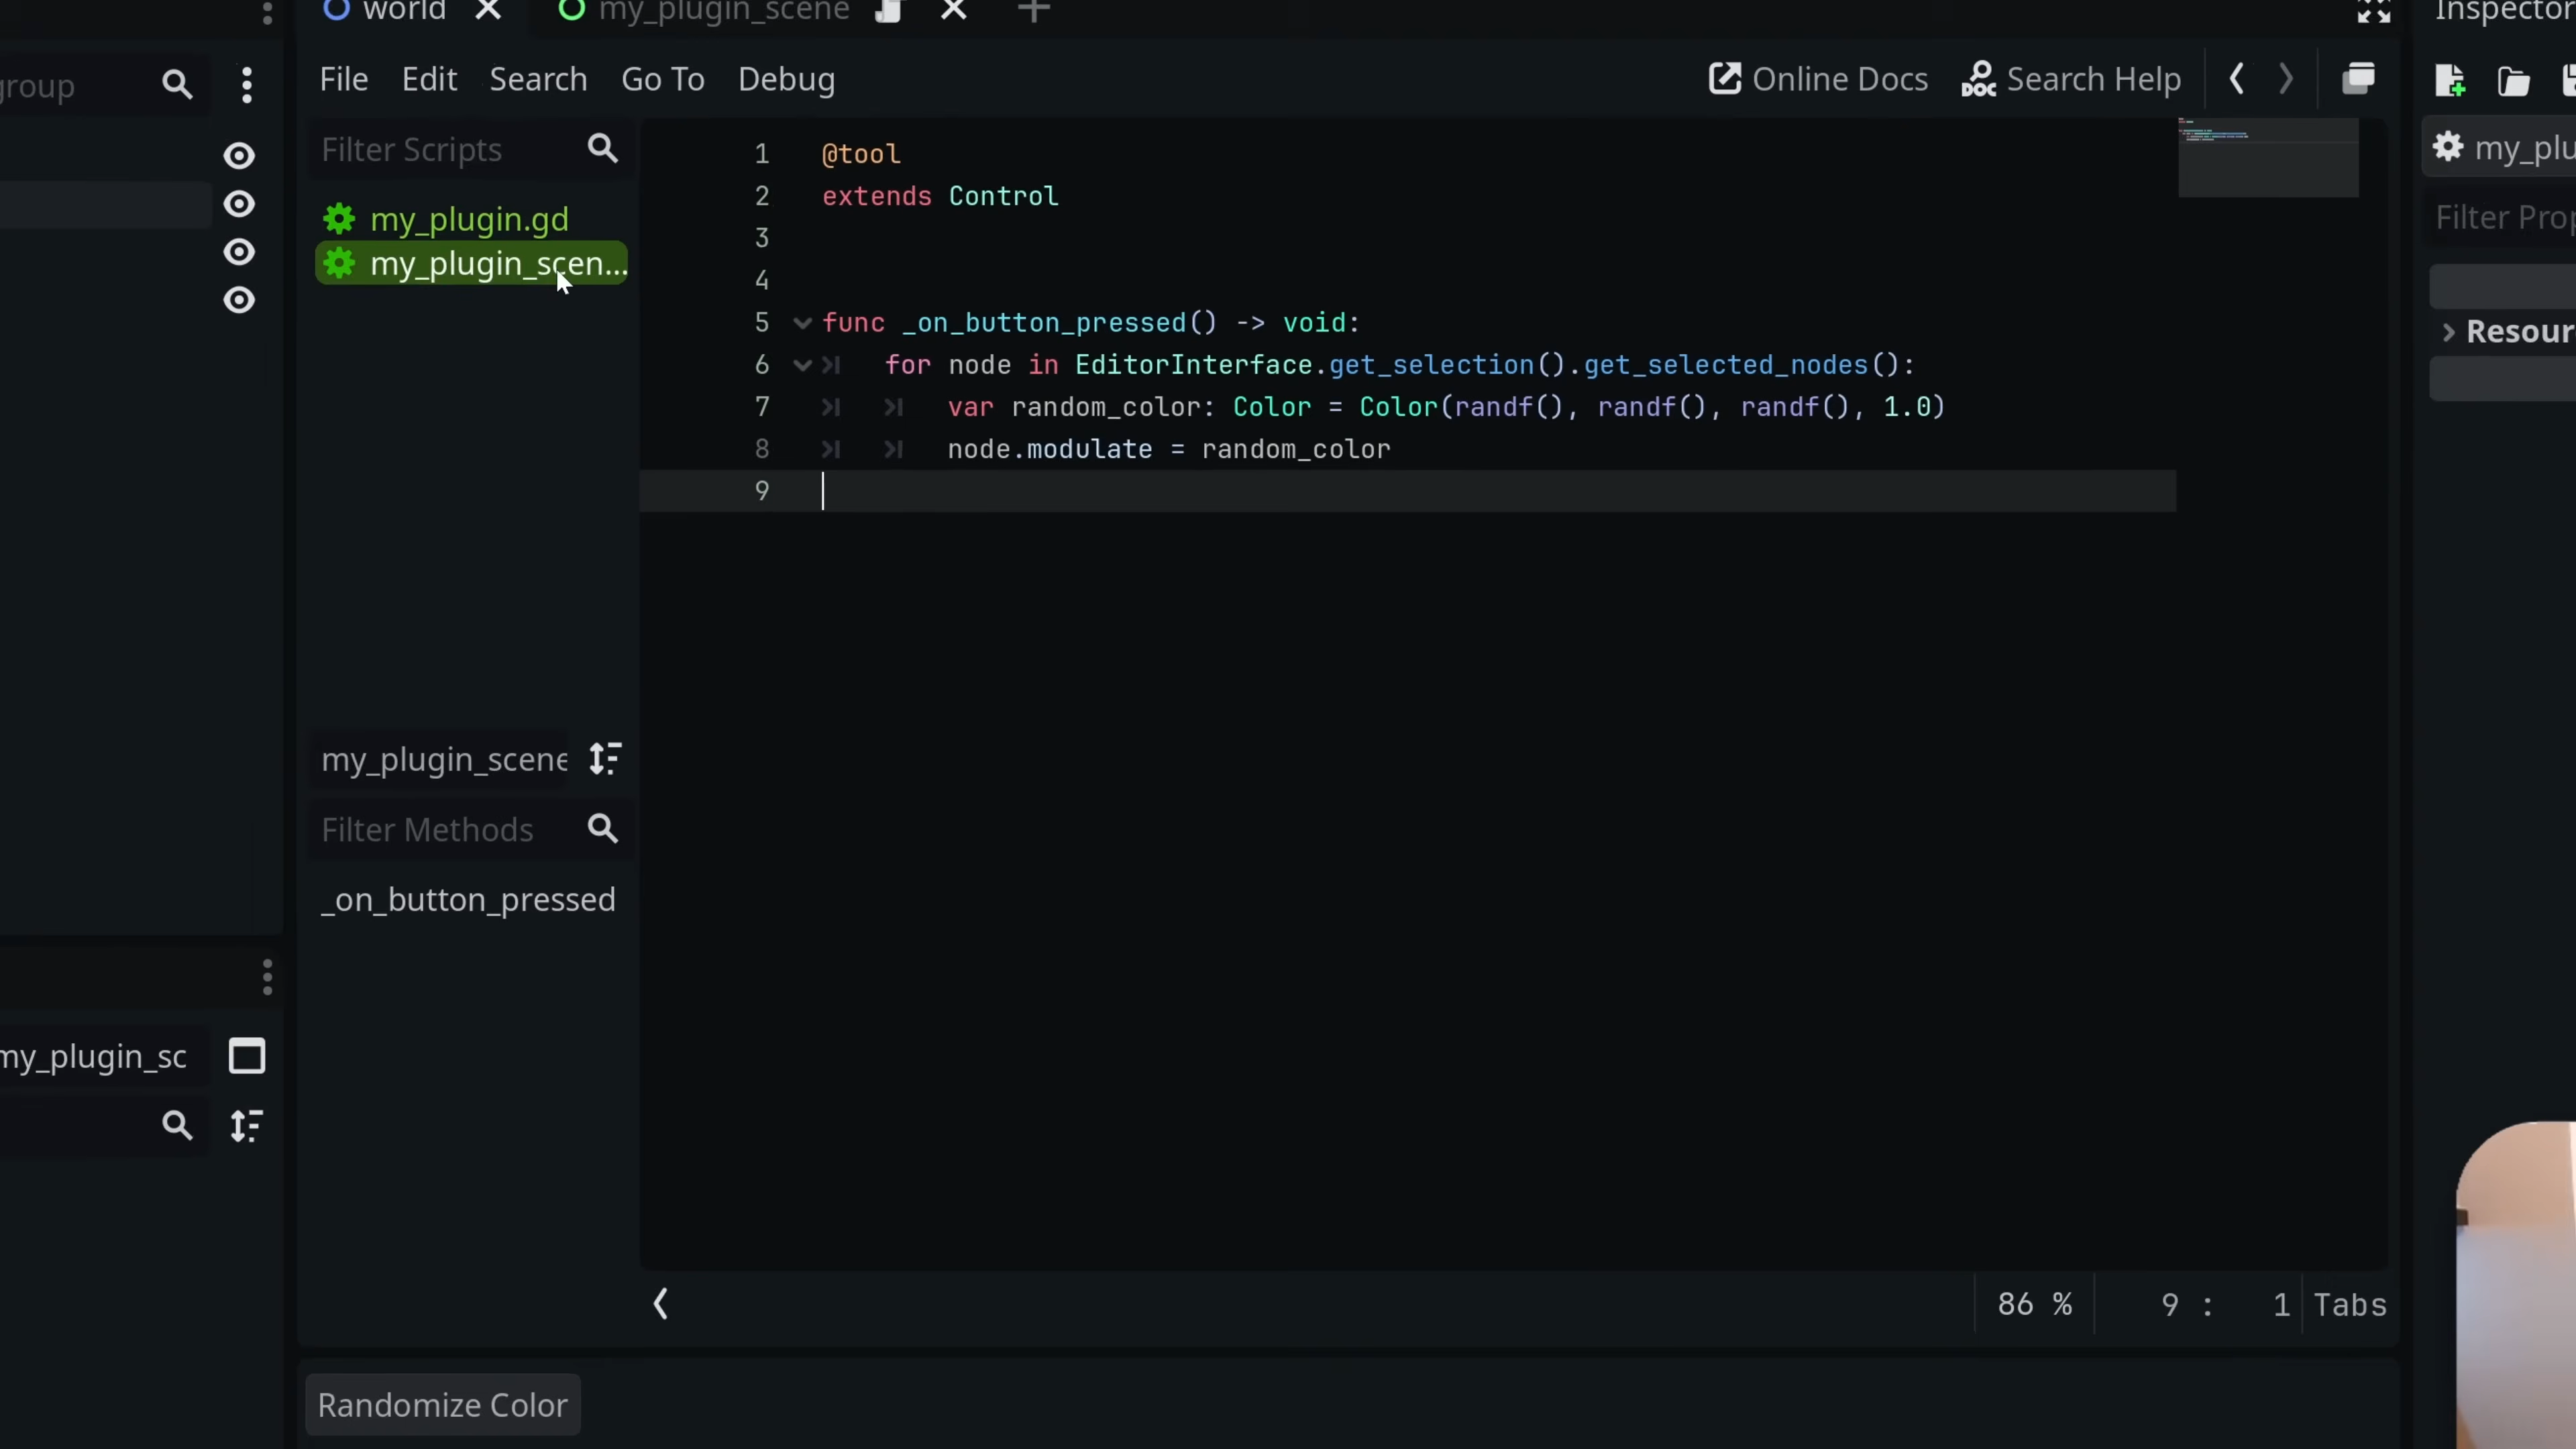 world
my_plugin_scene
Inspector
group
File Edit Search Go To Debug
Online Docs
Search Help
Filter Scripts
my_plugin.gd
my_plugin_scen...
1 @tool
2 extends Control
3
4
5 func _on_button_pressed() -> void:
6 for node in EditorInterface.get_selection().get_selected_nodes():
7 var random_color: Color = Color(randf(), randf(), randf(), 1.0)
8 node.modulate = random_color
9
my_plu
Filter Prop
Resour
my_plugin_scene
Filter Methods
_on_button_pressed
my_plugin_sc
86 % 9 : 1 Tabs
Randomize Color